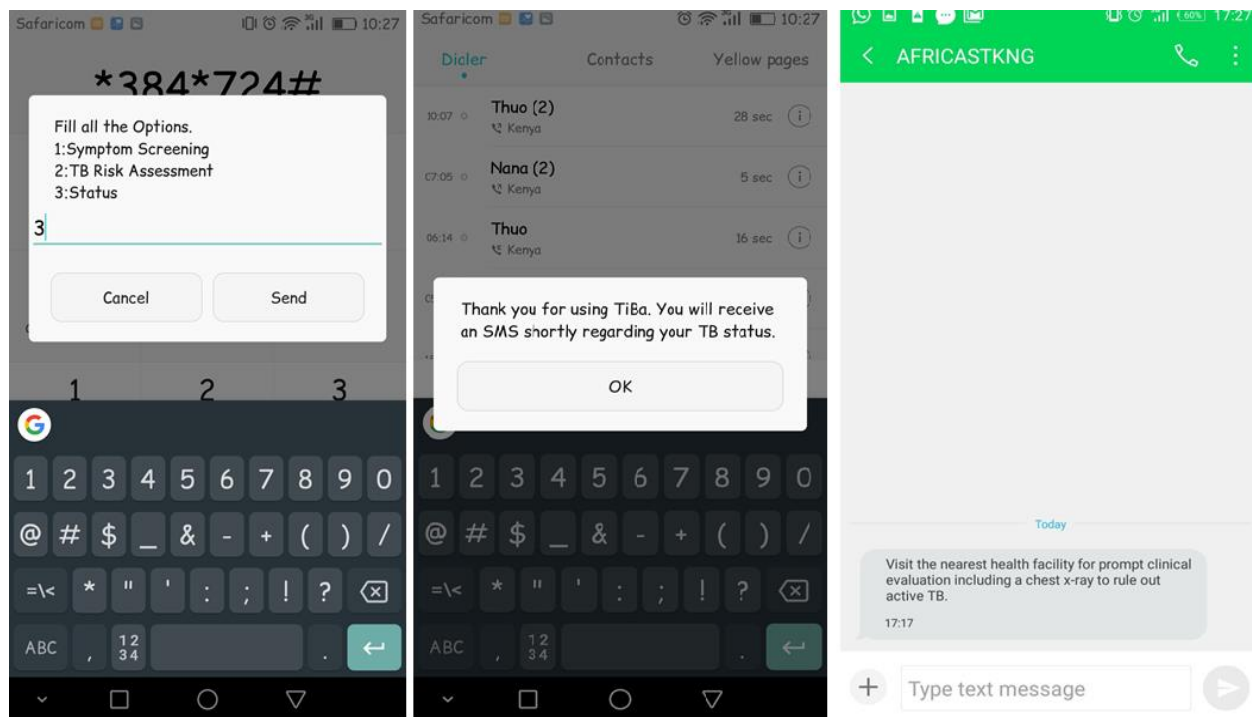 Safaricom
10:27
*384*724#
Fill all the Options.
1:Symptom Screening
2:TB Risk Assessment
3:Status
3
Cancel
Send
1 2 3
G
1 2 3 4 5 6 7 8 9 0
@ # $ _ & - + ( ) /
=\< * " ' : ; ! ?
ABC , 12 34 .
Safaricom
10:27
Dialer Contacts Yellow pages
10:07 Thuo (2) 28 sec
Kenya
07:05 Nana (2) 5 sec
Kenya
06:14 Thuo 16 sec
Kenya
Thank you for using TiBa. You will receive
an SMS shortly regarding your TB status.
OK
1 2 3 4 5 6 7 8 9 0
@ # $ _ & - + ( ) /
=\< * " ' : ; ! ?
ABC , 12 34 .
60% 17:27
AFRICASTKNG
Today
Visit the nearest health facility for prompt clinical
evaluation including a chest x-ray to rule out
active TB.
17:17
Type text message